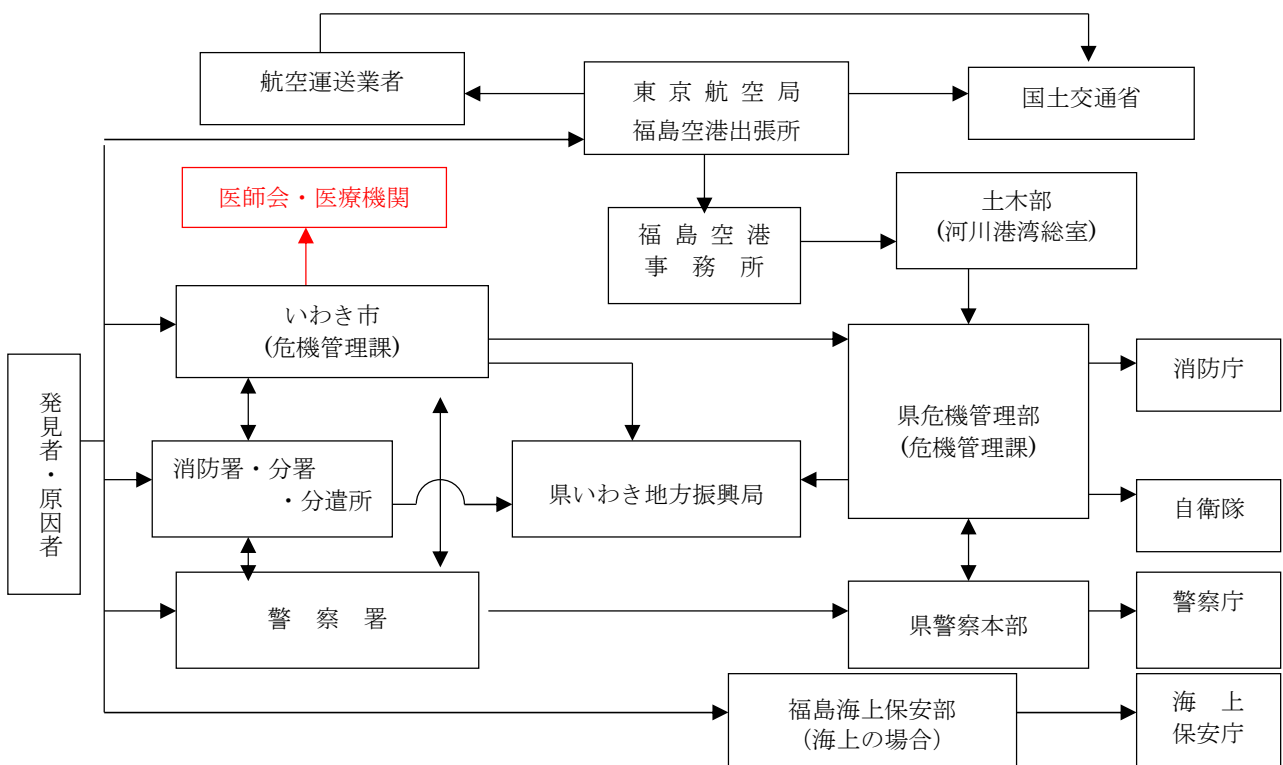 航空運送業者
東 京 航 空 局
福島空港出張所
国土交通省
医師会・医療機関
福 島 空 港
事 務 所
土木部
(河川港湾総室)
いわき市
(危機管理課)
発見者・原因者
消防署・分署
・分遣所
県いわき地方振興局
県危機管理部
(危機管理課)
消防庁
自衛隊
警 察 署
県警察本部
警察庁
福島海上保安部
（海上の場合）
海 上
保安庁